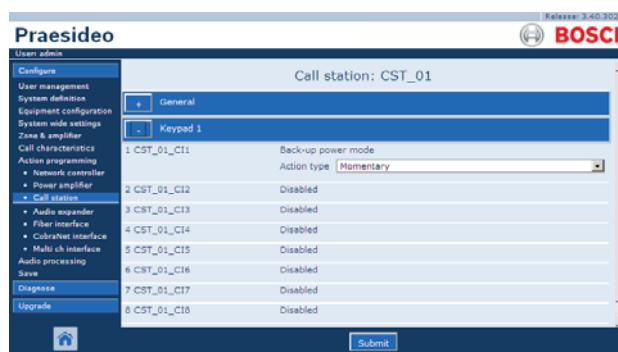 Release: 3.40.302
Praesideo
BOSCH
User: admin
Configure
User management
System definition
Equipment configuration
System wide settings
Zone & amplifier
Call characteristics
Action programming
• Network controller
• Power amplifier
• Call station
• Audio expander
• Fiber interface
• CobraNet interface
• Multi ch interface
Audio processing
Save
Diagnose
Upgrade
Call station: CST_01
+ General
- Keypad 1
1 CST_01_CI1 Back-up power mode
Action type Momentary
2 CST_01_CI2 Disabled
3 CST_01_CI3 Disabled
4 CST_01_CI4 Disabled
5 CST_01_CI5 Disabled
6 CST_01_CI6 Disabled
7 CST_01_CI7 Disabled
8 CST_01_CI8 Disabled
Submit